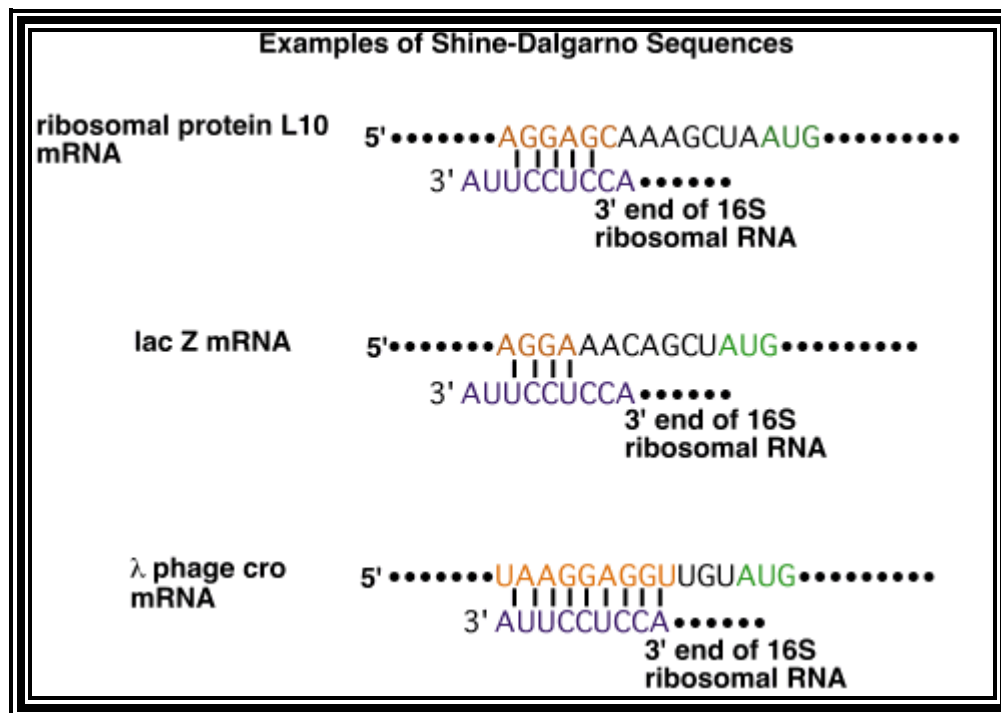 Examples of Shine-Dalgarno Sequences
ribosomal protein L10
mRNA
5'•••••••AGGAGCAAAGCUAAUG•••••••••
3' AUUCCUCCA••••••
3' end of 16S
ribosomal RNA
lac Z mRNA
5'•••••••AGGAAACAGCUAUG•••••••••
3' AUUCCUCCA••••••
3' end of 16S
ribosomal RNA
λ phage cro
mRNA
5'•••••••UAAGGAGGUUGUAUG•••••••••
3' AUUCCUCCA••••••
3' end of 16S
ribosomal RNA